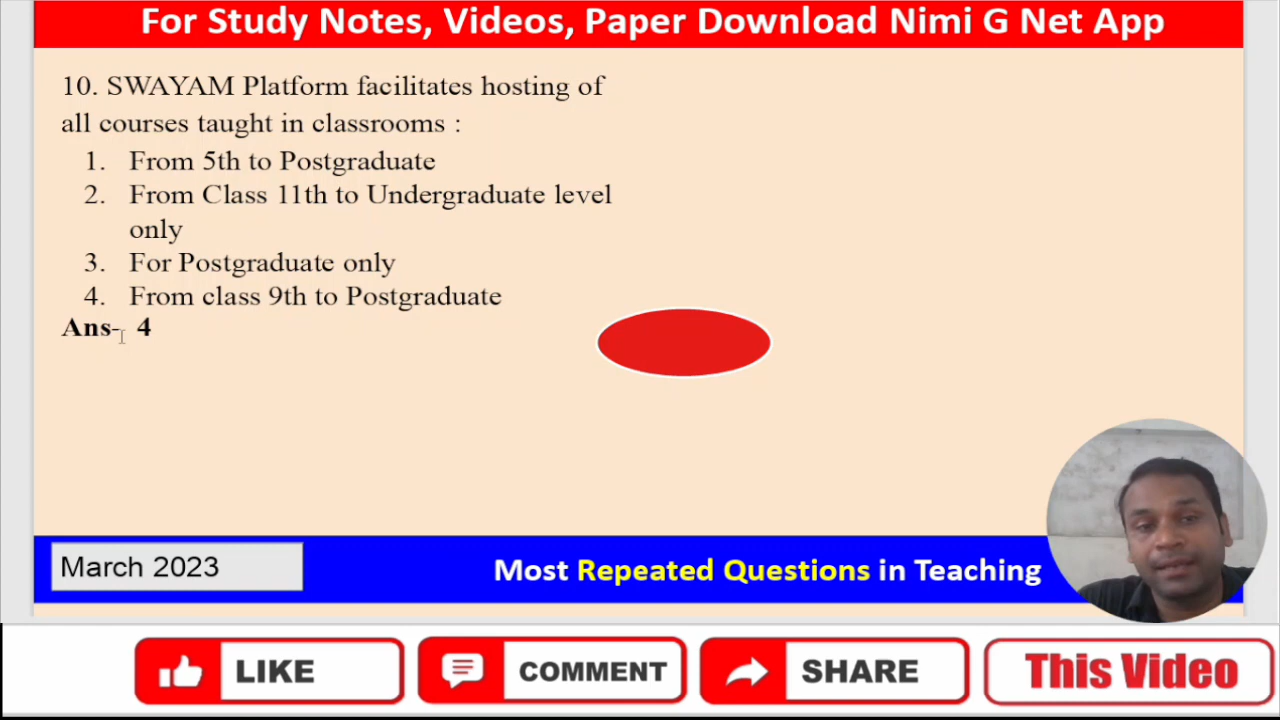 For Study Notes, Videos, Paper Download Nimi G Net App
10. SWAYAM Platform facilitates hosting of
all courses taught in classrooms :
1. From 5th to Postgraduate
2. From Class 11th to Undergraduate level
only
3. For Postgraduate only
4. From class 9th to Postgraduate
Ans- 4
March 2023
Most Repeated Questions in Teaching
LIKE
COMMENT
SHARE
This Video